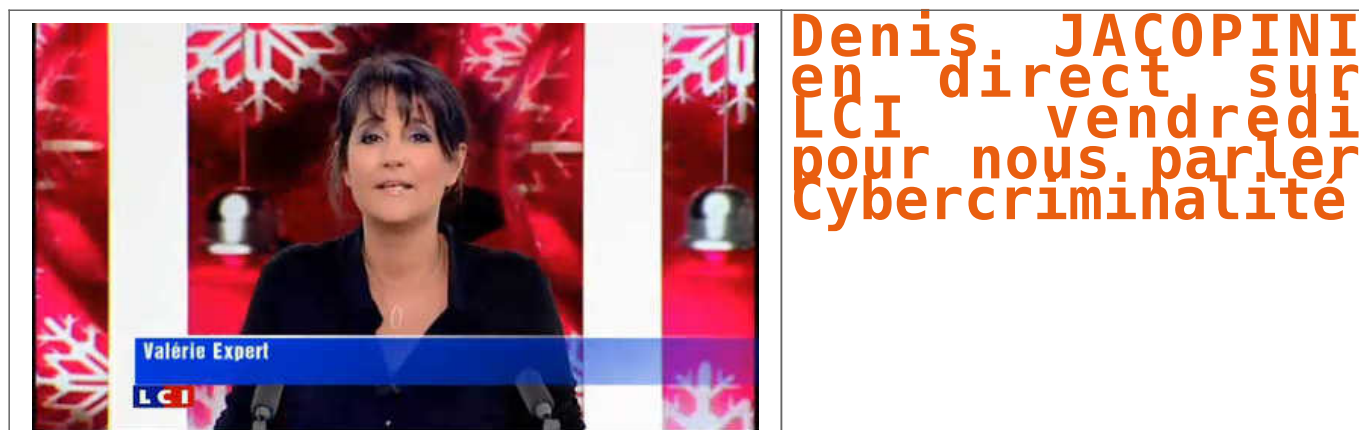 Valérie Expert
LCI
Denis JACOPINI
en direct sur
LCI vendredi
pour nous parler
Cybercriminalité